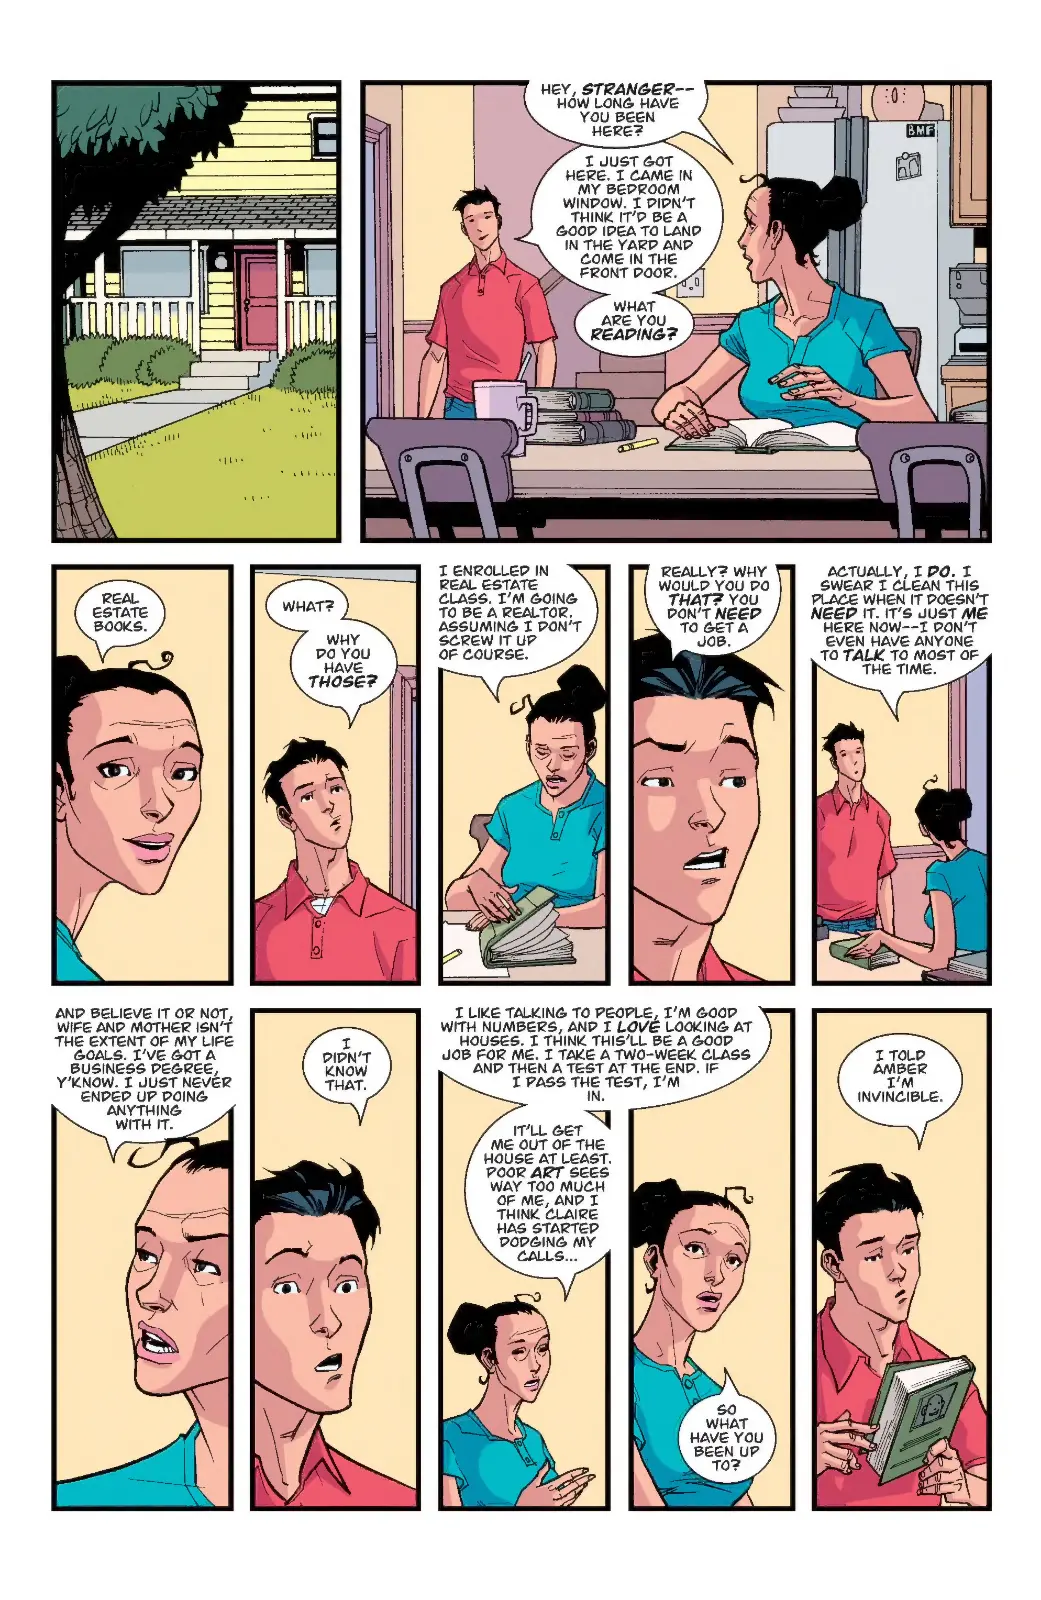 HEY, STRANGER--
HOW LONG HAVE
YOU BEEN
HERE?
I JUST GOT
HERE. I CAME IN
MY BEDROOM
WINDOW. I DIDN'T
THINK IT'D BE A
GOOD IDEA TO LAND
IN THE YARD AND
COME IN THE
FRONT DOOR.
WHAT
ARE YOU
READING?
BMF
REAL
ESTATE
BOOKS.
WHAT?
WHY
DO YOU
HAVE
THOSE?
I ENROLLED IN
REAL ESTATE
CLASS. I'M GOING
TO BE A REALTOR.
ASSUMING I DON'T
SCREW IT UP
OF COURSE.
REALLY? WHY
WOULD YOU DO
THAT? YOU
DON'T NEED
TO GET A
JOB.
ACTUALLY, I DO. I
SWEAR I CLEAN THIS
PLACE WHEN IT DOESN'T
NEED IT. IT'S JUST ME
HERE NOW--I DON'T
EVEN HAVE ANYONE
TO TALK TO MOST OF
THE TIME.
AND BELIEVE IT OR NOT,
WIFE AND MOTHER ISN'T
THE EXTENT OF MY LIFE
GOALS. I'VE GOT A
BUSINESS DEGREE,
Y'KNOW. I JUST NEVER
ENDED UP DOING
ANYTHING
WITH IT.
I
DIDN'T
KNOW
THAT.
I LIKE TALKING TO PEOPLE, I'M GOOD
WITH NUMBERS, AND I LOVE LOOKING AT
HOUSES. I THINK THIS'LL BE A GOOD
JOB FOR ME. I TAKE A TWO-WEEK CLASS
AND THEN A TEST AT THE END. IF
I PASS THE TEST, I'M
IN.
IT'LL GET
ME OUT OF THE
HOUSE AT LEAST.
POOR ART SEES
WAY TOO MUCH
OF ME, AND I
THINK CLAIRE
HAS STARTED
DODGING MY
CALLS...
SO
WHAT
HAVE YOU
BEEN UP
TO?
I TOLD
AMBER
I'M
INVINCIBLE.